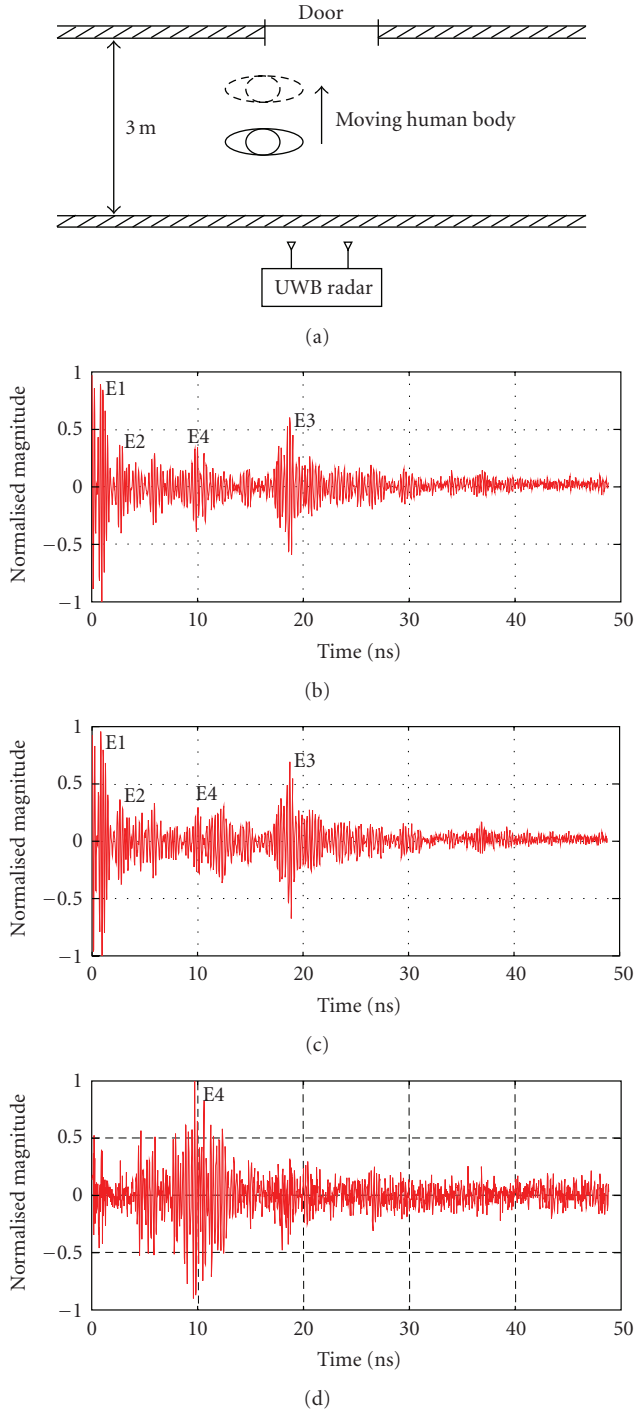 Door
3 m
Moving human body
UWB radar
(a)
Normalised magnitude
1
0.5
0
−0.5
−1
E1
E2
E4
E3
0 10 20 30 40 50
Time (ns)
(b)
Normalised magnitude
1
0.5
0
−0.5
−1
E1
E2
E4
E3
0 10 20 30 40 50
Time (ns)
(c)
Normalised magnitude
1
0.5
0
−0.5
−1
E4
0 10 20 30 40 50
Time (ns)
(d)